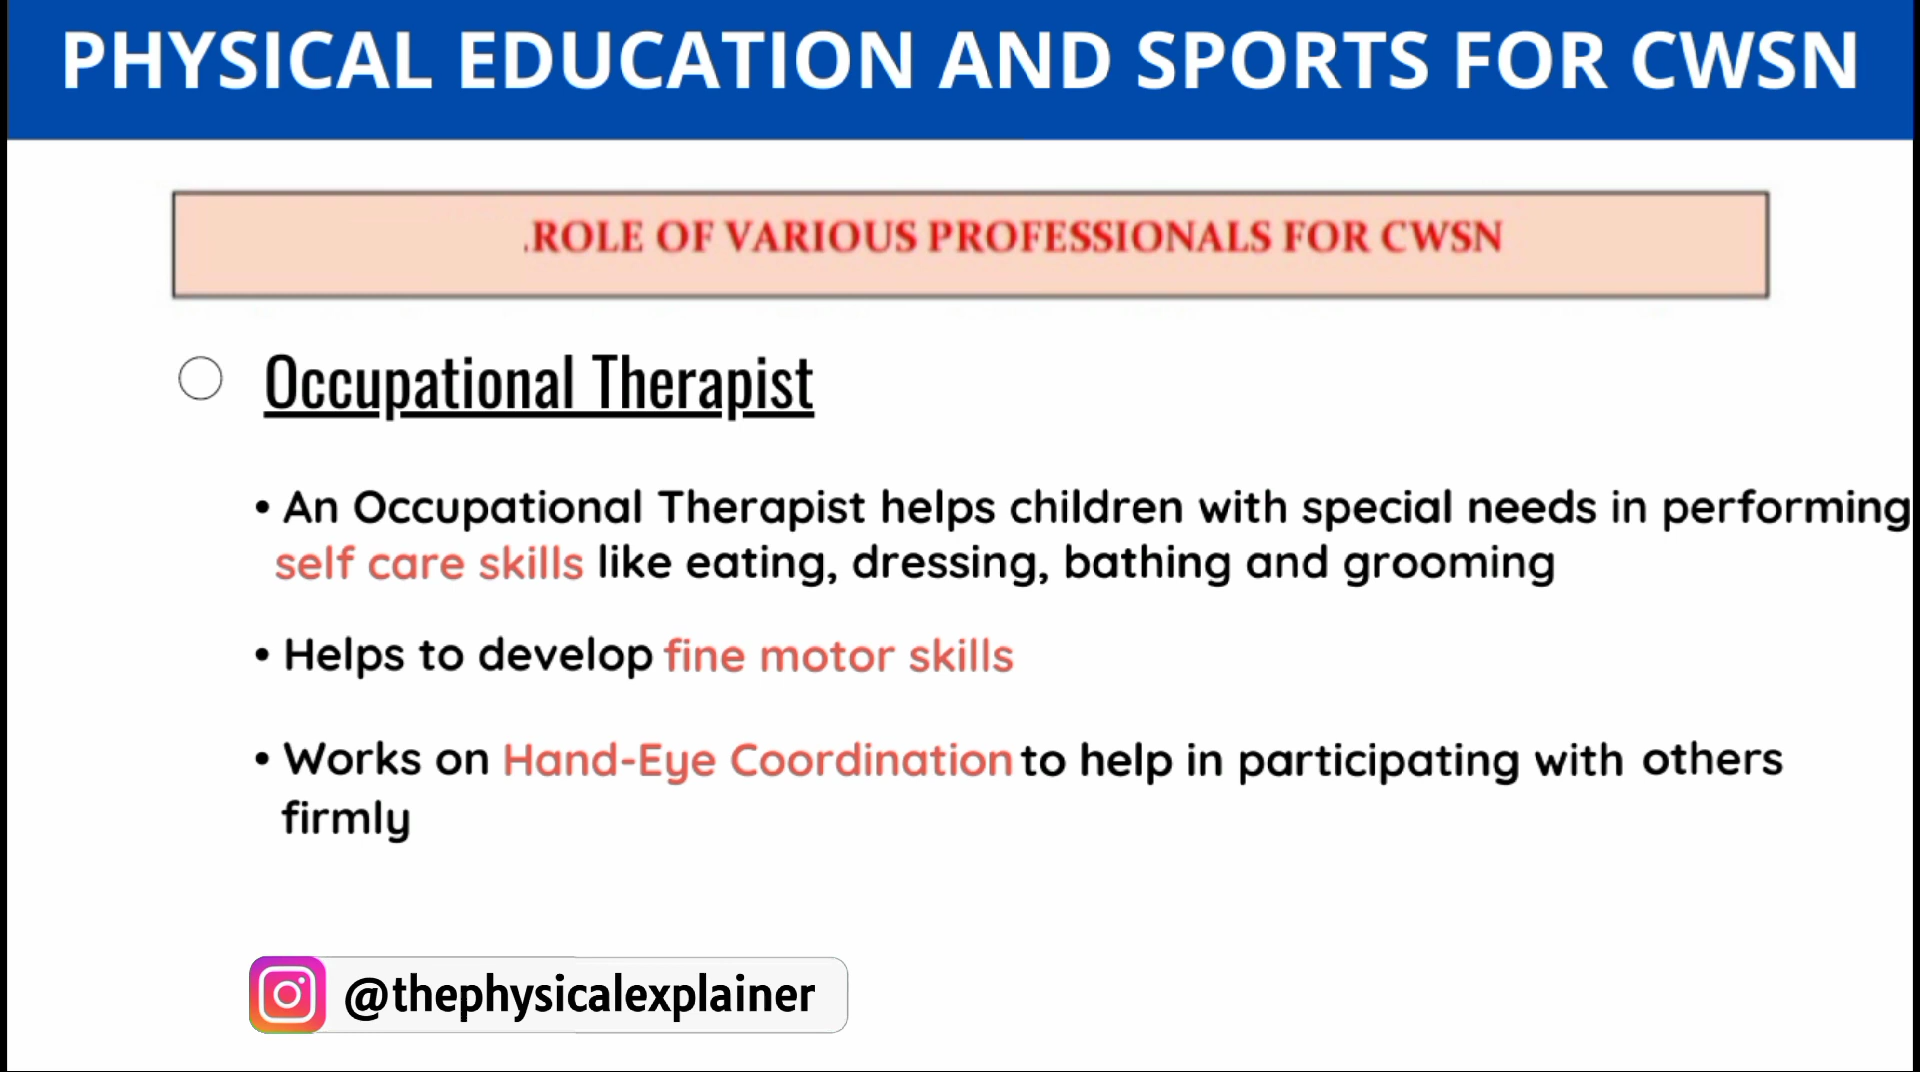 PHYSICAL EDUCATION AND SPORTS FOR CWSN
.ROLE OF VARIOUS PROFESSIONALS FOR CWSN
Occupational Therapist
• An Occupational Therapist helps children with special needs in performing
self care skills like eating, dressing, bathing and grooming
• Helps to develop fine motor skills
• Works on Hand-Eye Coordination to help in participating with others
firmly
@thephysicalexplainer